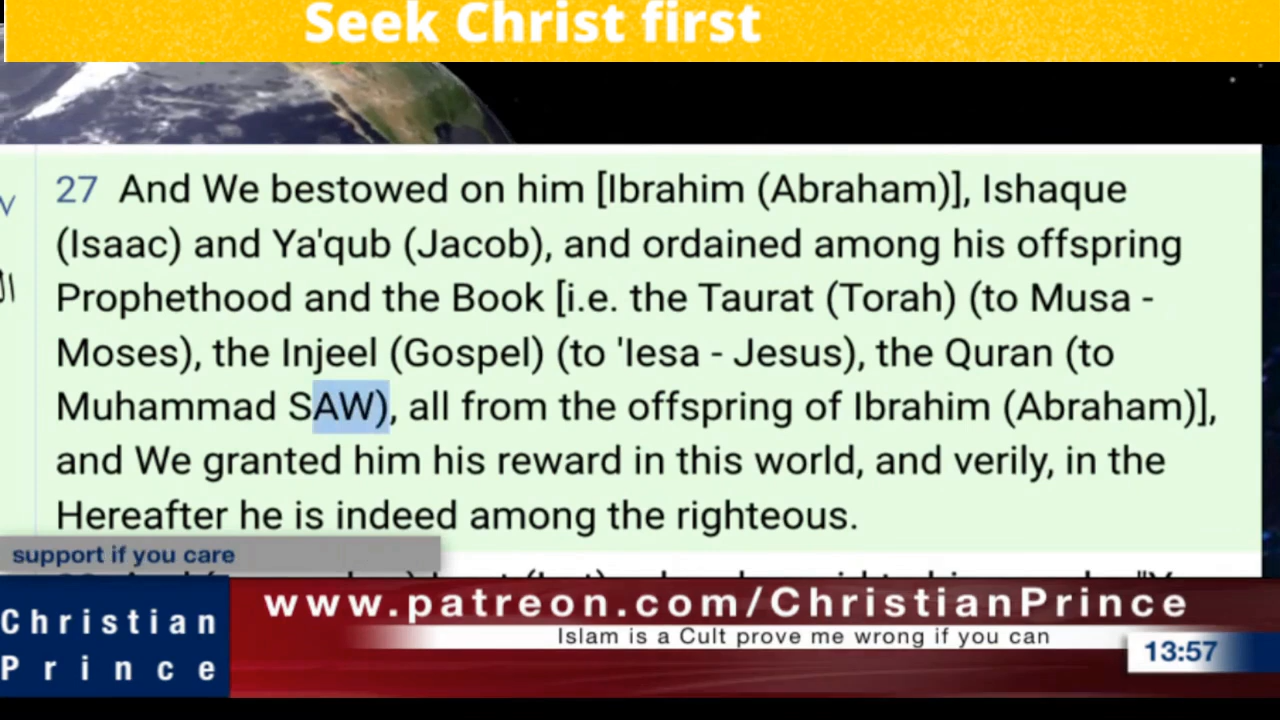 Seek Christ first
27 And We bestowed on him [Ibrahim (Abraham)], Ishaque
(Isaac) and Ya'qub (Jacob), and ordained among his offspring
Prophethood and the Book [i.e. the Taurat (Torah) (to Musa -
Moses), the Injeel (Gospel) (to 'Iesa - Jesus), the Quran (to
Muhammad SAW), all from the offspring of Ibrahim (Abraham)],
and We granted him his reward in this world, and verily, in the
Hereafter he is indeed among the righteous.
support if you care
Christian
Prince
www.patreon.com/ChristianPrince
Islam is a Cult prove me wrong if you can
13:57